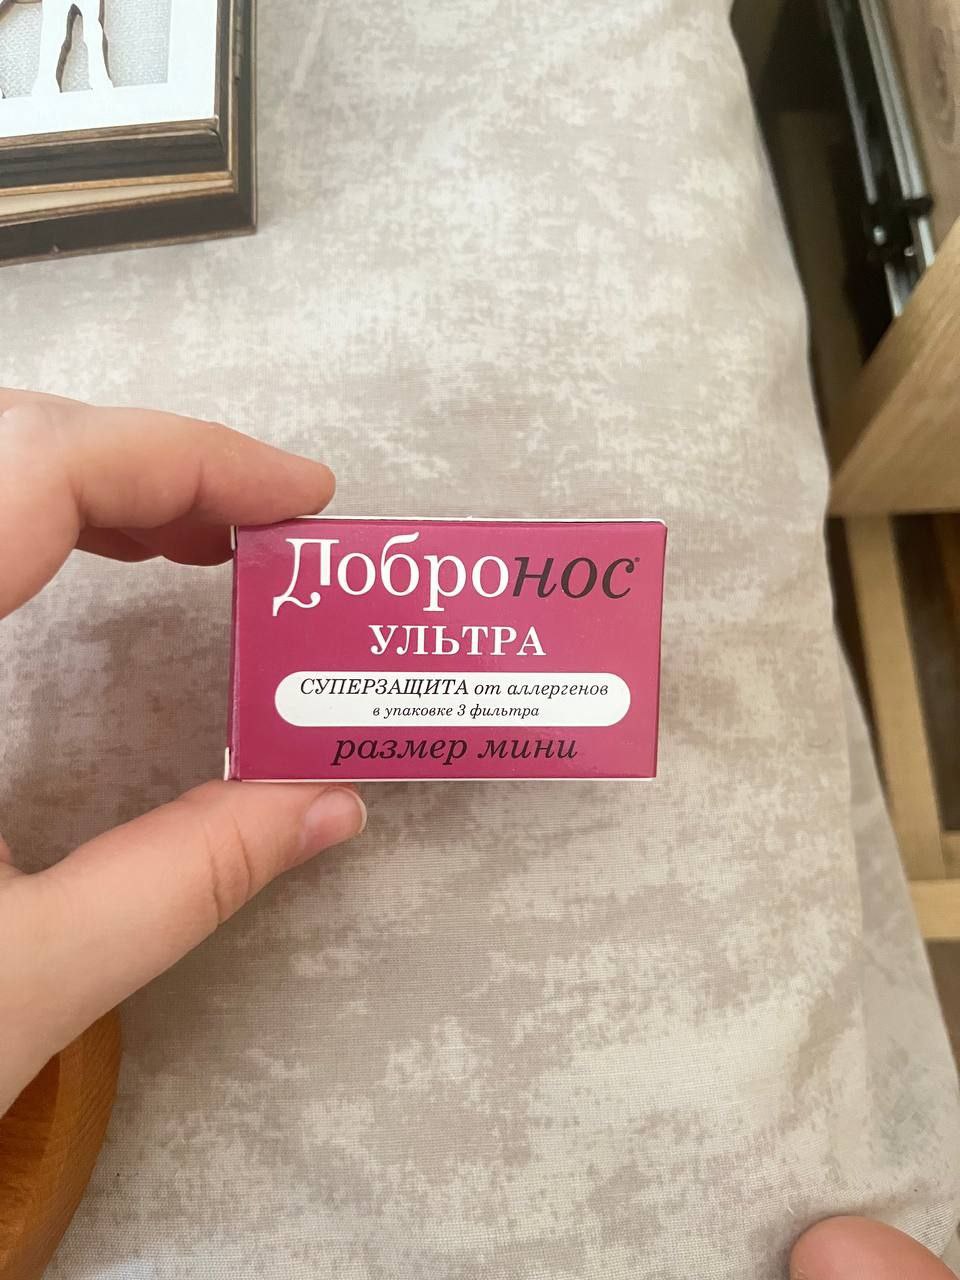 Добронос®
УЛЬТРА
СУПЕРЗАЩИТА от аллергенов
в упаковке 3 фильтра
размер мини